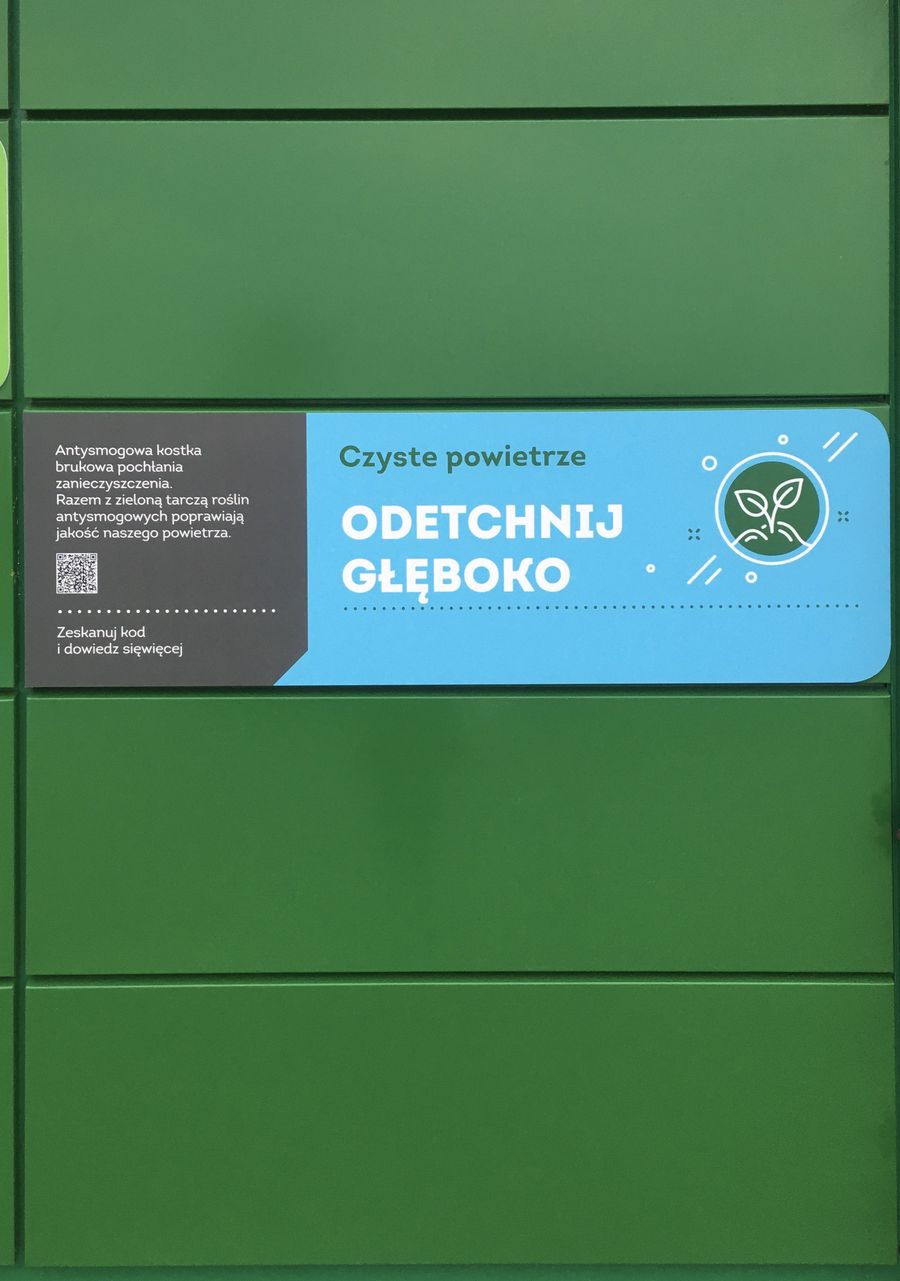 Antysmogowa kostka
brukowa pochłania
zanieczyszczenia.
Razem z zieloną tarczą roślin
antysmogowych poprawiają
jakość naszego powietrza.
Zeskanuj kod
i dowiedz sięwięcej
Czyste powietrze
ODETCHNIJ
GŁĘBOKO